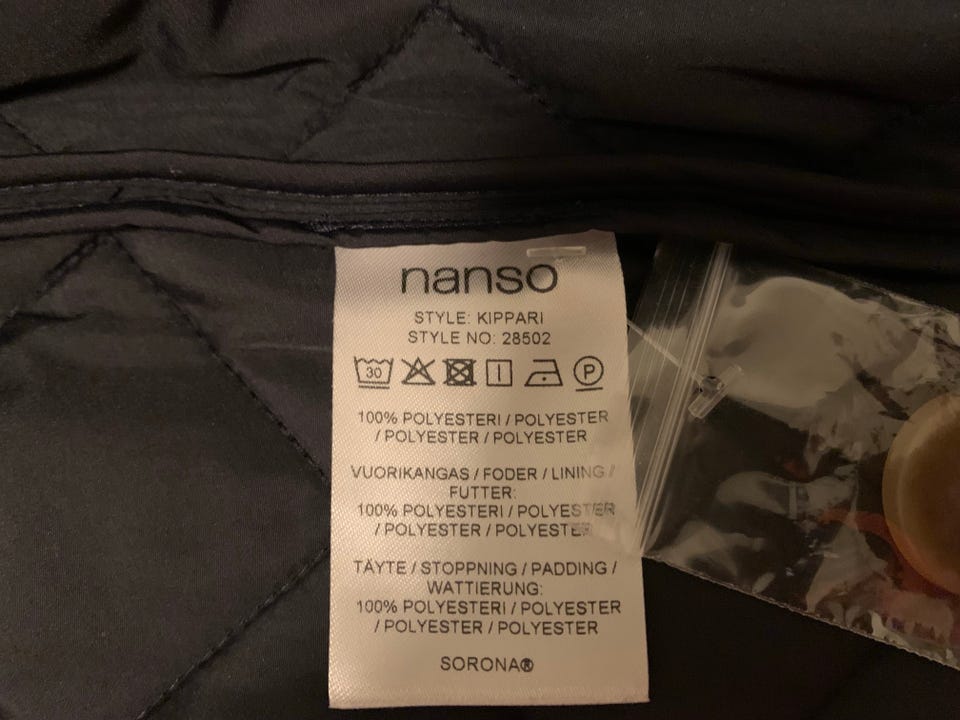 nanso
STYLE: KIPPARI
STYLE NO: 28502
30 P
100% POLYESTERI / POLYESTER
/ POLYESTER / POLYESTER
VUORIKANGAS / FODER / LINING /
FUTTER:
100% POLYESTERI / POLYESTER
/ POLYESTER / POLYESTER
TÄYTE / STOPPNING / PADDING /
WATTIERUNG:
100% POLYESTERI / POLYESTER
/ POLYESTER / POLYESTER
SORONA®